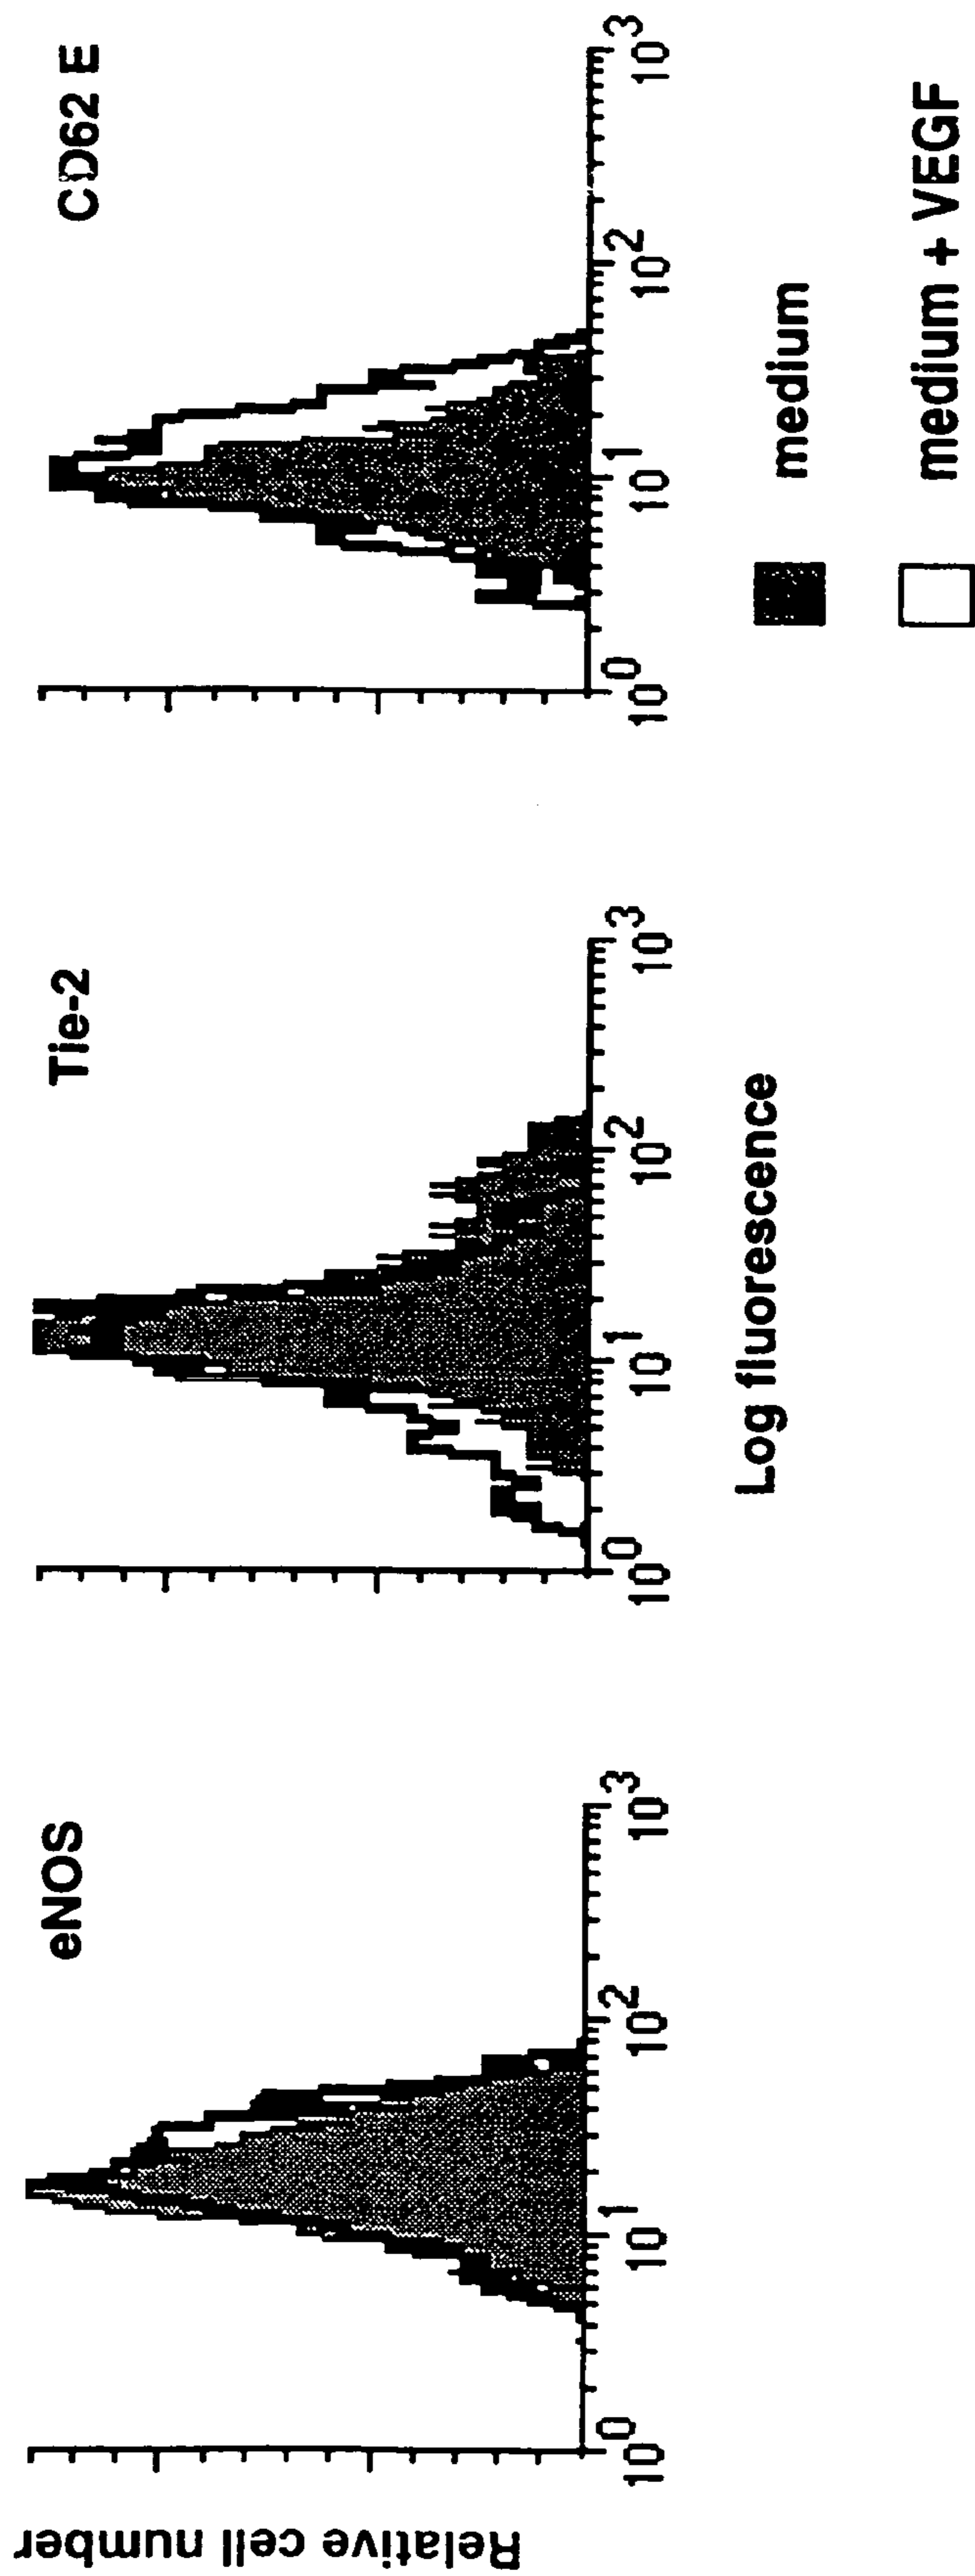 Relative cell number
eNOS
Tie-2
CD62 E
10^0 10^1 10^2 10^3
10^0 10^1 10^2 10^3
10^0 10^1 10^2 10^3
Log fluorescence
medium
medium + VEGF